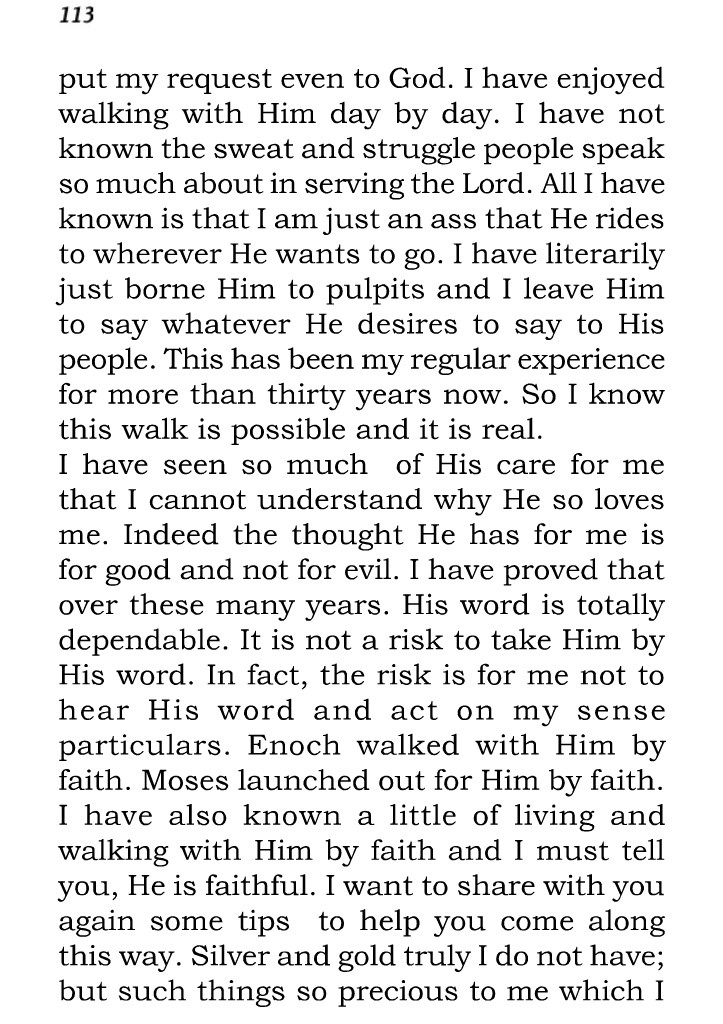 113
put my request even to God. I have enjoyed
walking with Him day by day. I have not
known the sweat and struggle people speak
so much about in serving the Lord. All I have
known is that I am just an ass that He rides
to wherever He wants to go. I have literarily
just borne Him to pulpits and I leave Him
to say whatever He desires to say to His
people. This has been my regular experience
for more than thirty years now. So I know
this walk is possible and it is real.
I have seen so much of His care for me
that I cannot understand why He so loves
me. Indeed the thought He has for me is
for good and not for evil. I have proved that
over these many years. His word is totally
dependable. It is not a risk to take Him by
His word. In fact, the risk is for me not to
hear His word and act on my sense
particulars. Enoch walked with Him by
faith. Moses launched out for Him by faith.
I have also known a little of living and
walking with Him by faith and I must tell
you, He is faithful. I want to share with you
again some tips to help you come along
this way. Silver and gold truly I do not have;
but such things so precious to me which I